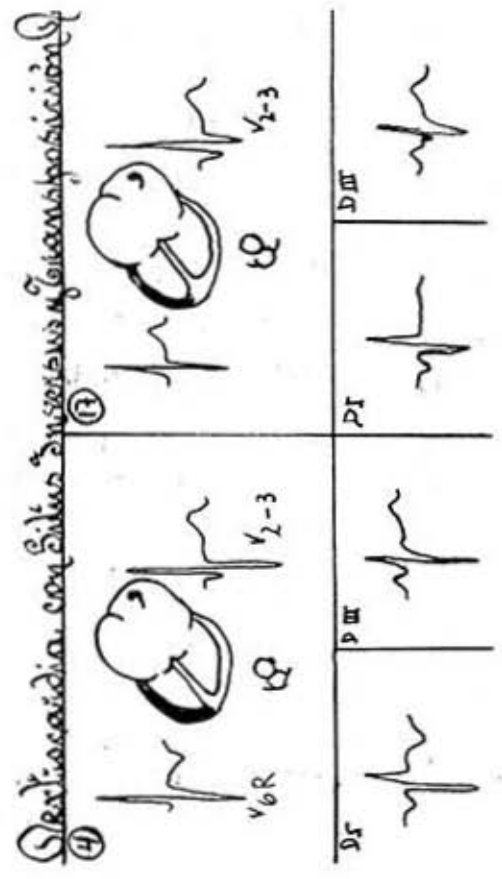 Dextrocardia con Situs Inversus y Transposición
4
17
V6R
V2-3
V2-3
DI
DIII
DI
DIII